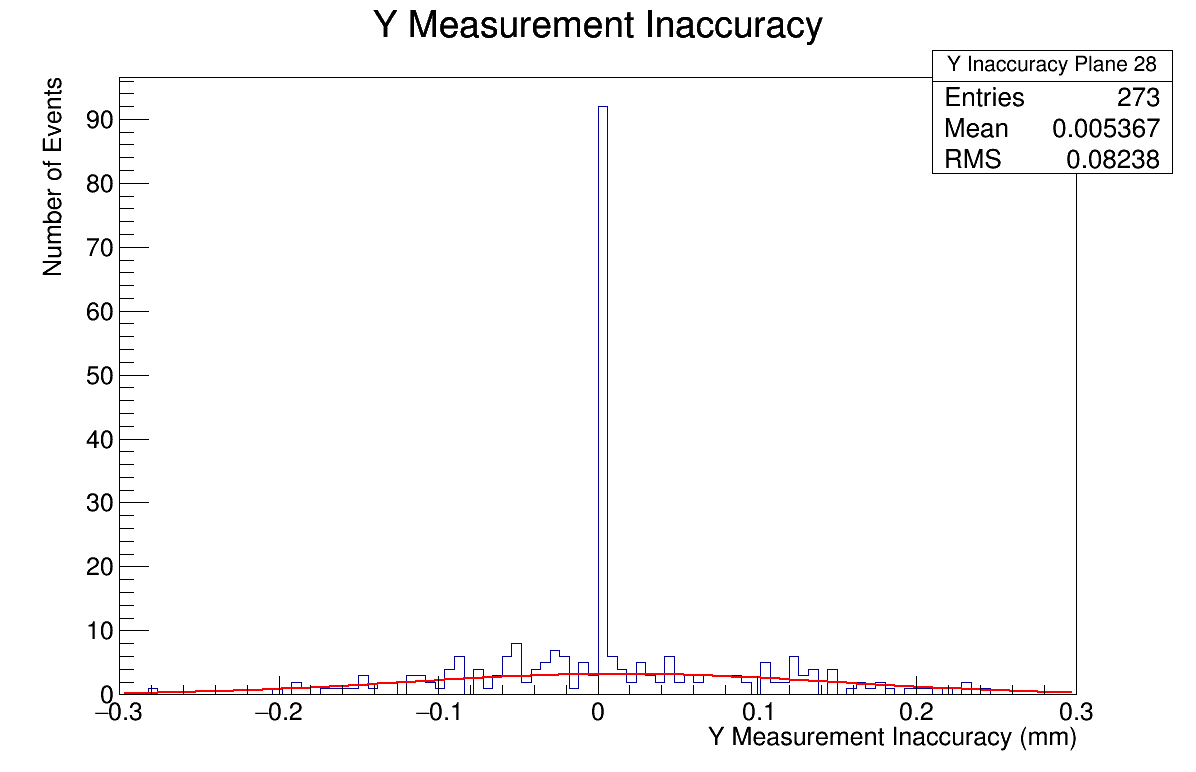 Y Measurement Inaccuracy
Y Inaccuracy Plane 28
Entries 273
Mean 0.005367
RMS 0.08238
Number of Events
90
80
70
60
50
40
30
20
10
0
−0.3 −0.2 −0.1 0 0.1 0.2 0.3
Y Measurement Inaccuracy (mm)